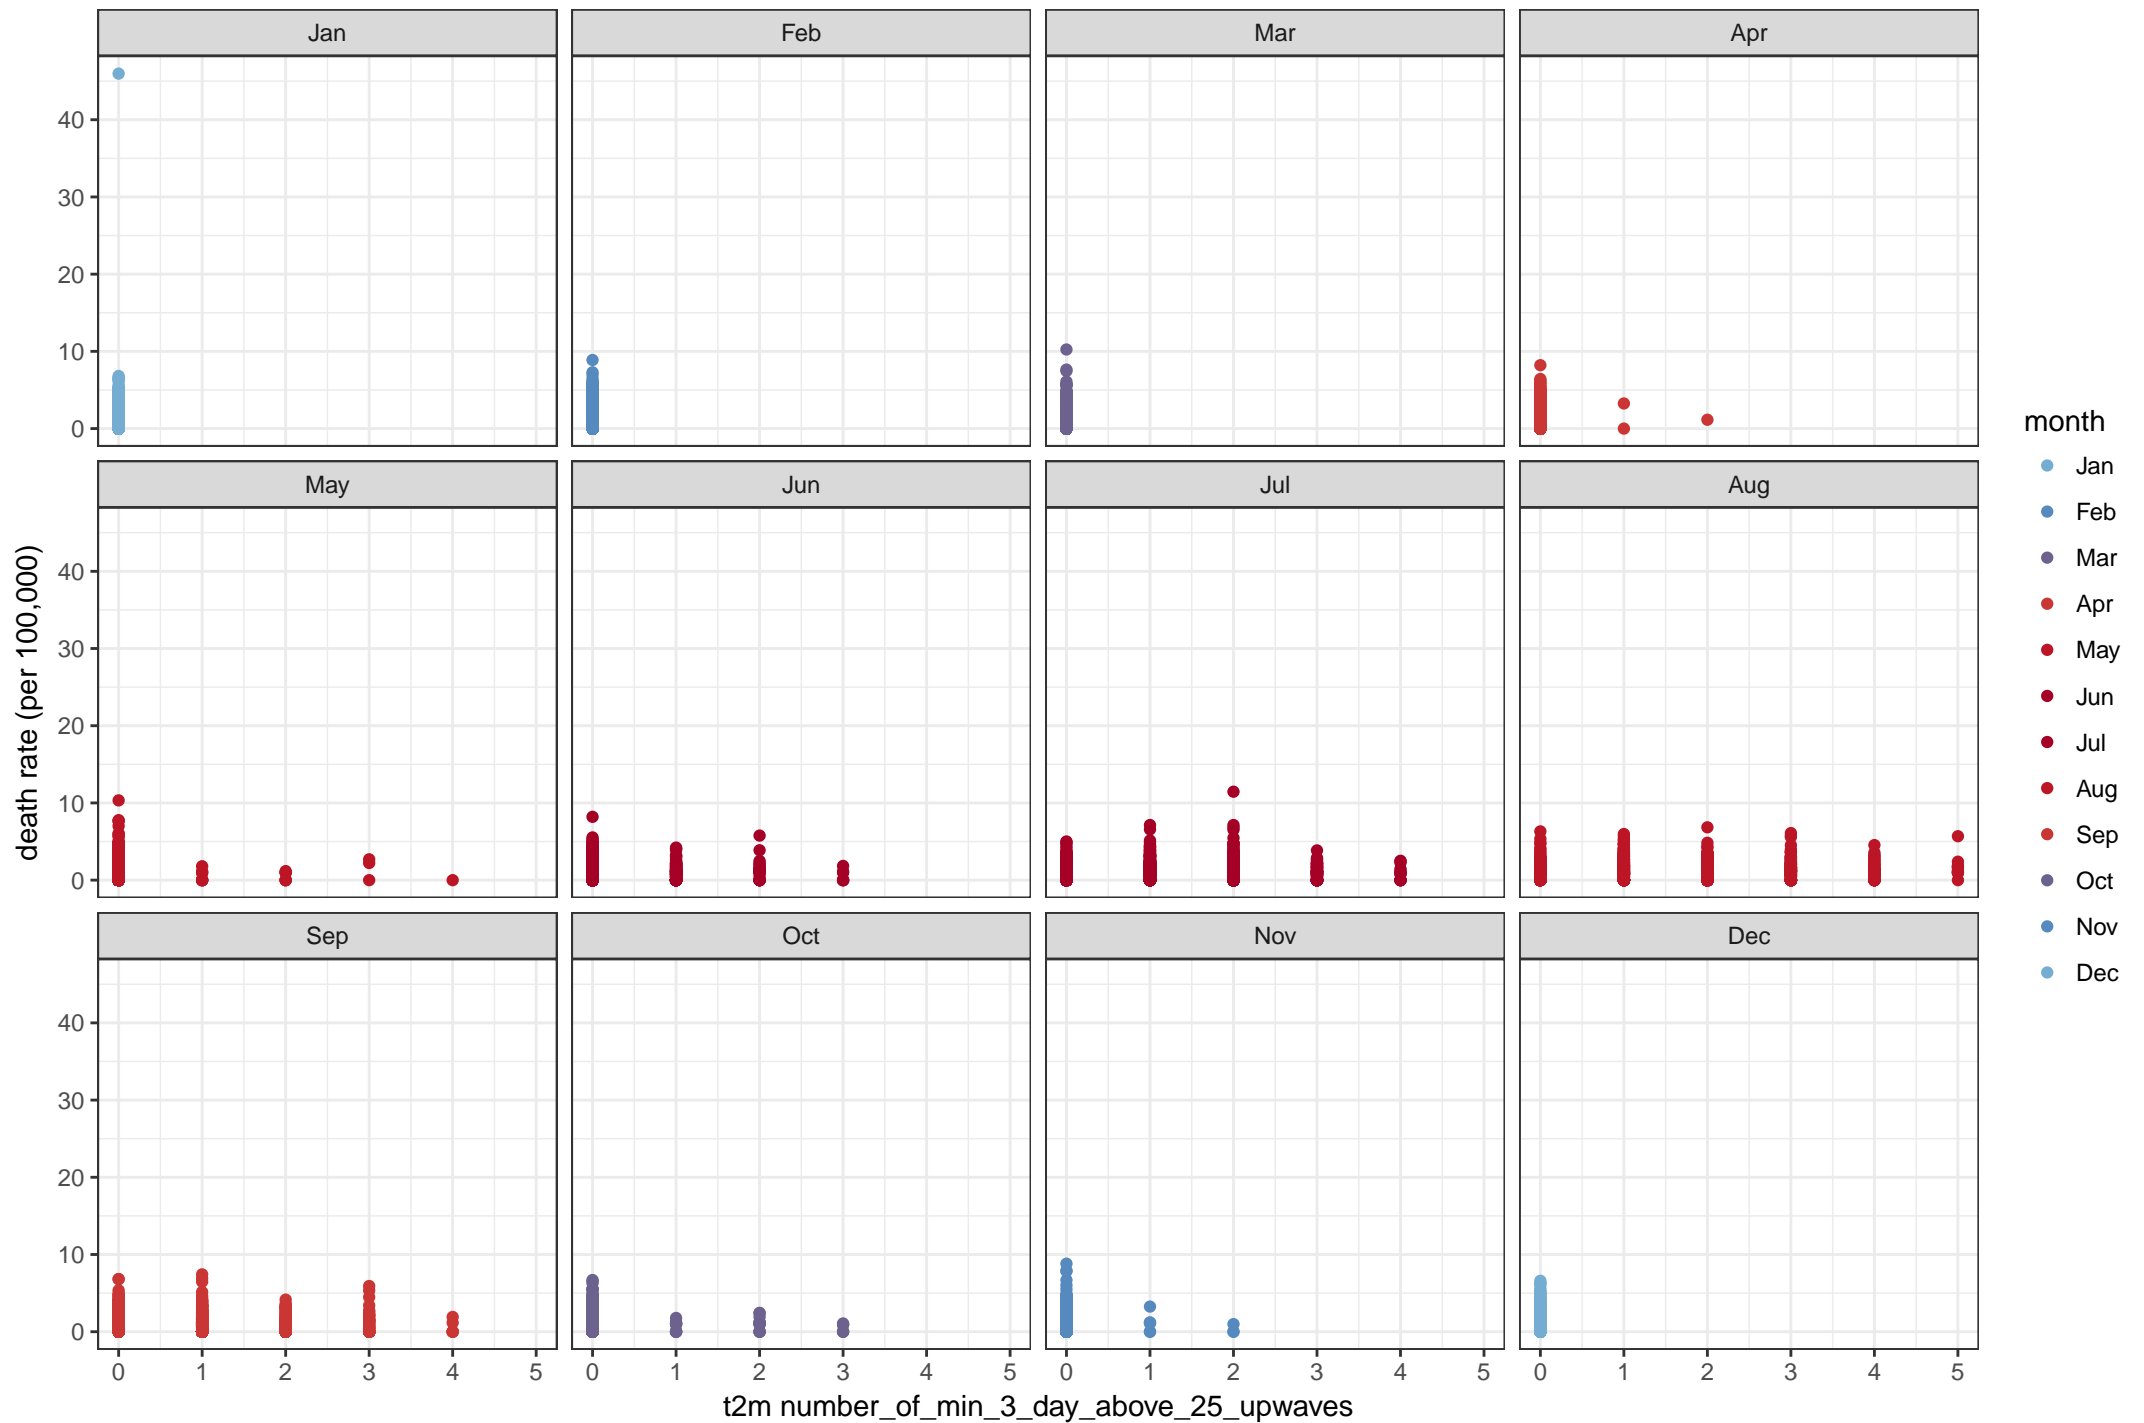 Jan Feb Mar Apr
40
30
20
10
0
May Jun Jul Aug
40
30
20
10
0
Sep Oct Nov Dec
40
30
20
10
0
0 1 2 3 4 5 0 1 2 3 4 5 0 1 2 3 4 5 0 1 2 3 4 5
t2m number_of_min_3_day_above_25_upwaves
death rate (per 100,000)
month
Jan
Feb
Mar
Apr
May
Jun
Jul
Aug
Sep
Oct
Nov
Dec